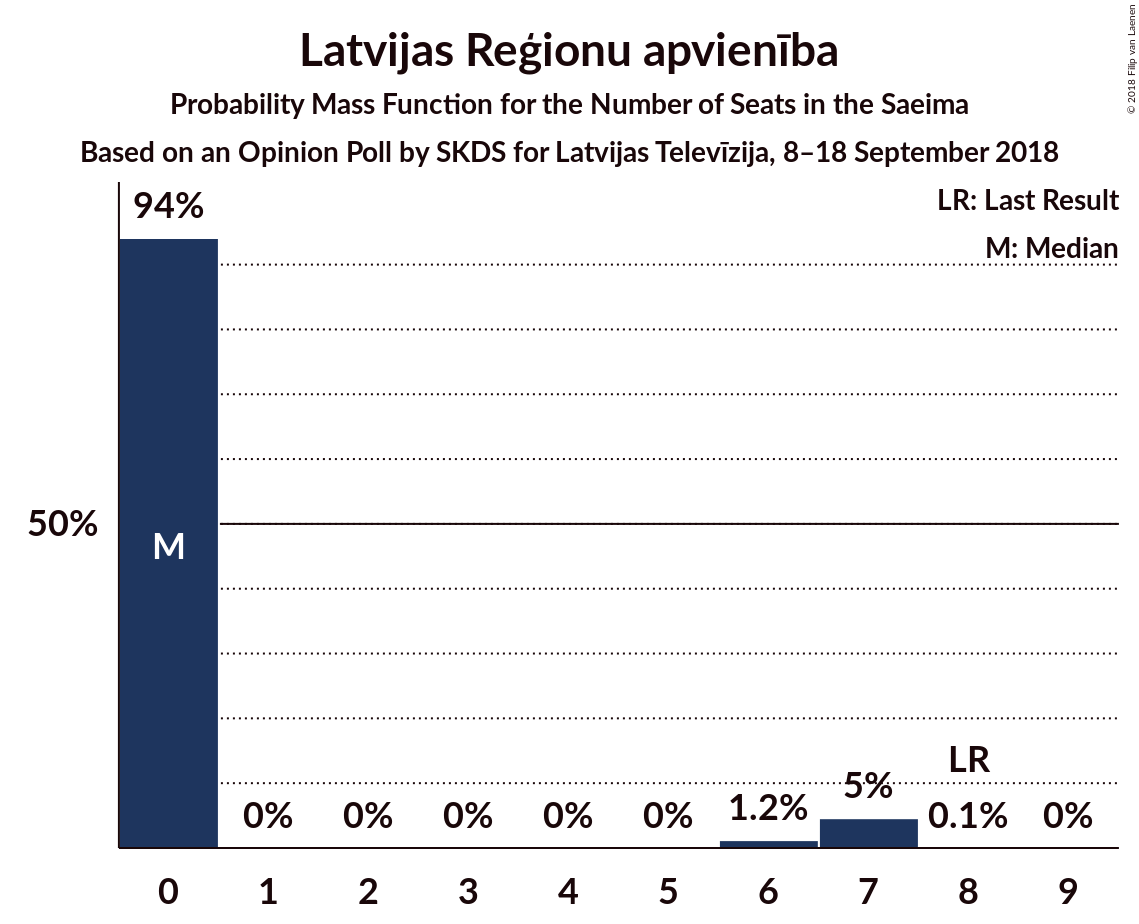 Latvijas Reģionu apvienība
Probability Mass Function for the Number of Seats in the Saeima
Based on an Opinion Poll by SKDS for Latvijas Televīzija, 8–18 September 2018
© 2018 Filip van Laenen
LR: Last Result
M: Median
94%
50%
M
LR
0% 0% 0% 0% 0% 1.2% 5% 0.1% 0%
0 1 2 3 4 5 6 7 8 9